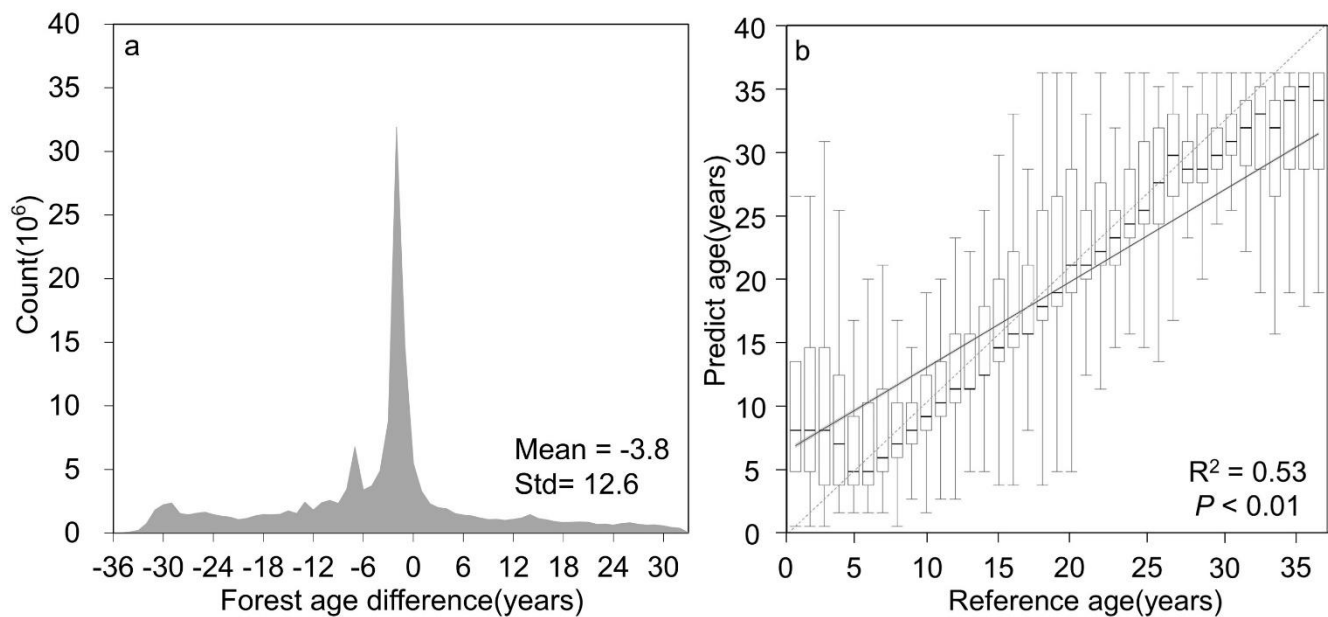 a
Count(10⁶)
40
35
30
25
20
15
10
5
0
Mean = -3.8
Std= 12.6
-36 -30 -24 -18 -12 -6 0 6 12 18 24 30
Forest age difference(years)
b
Predict age(years)
40
35
30
25
20
15
10
5
0
R² = 0.53
P < 0.01
0 5 10 15 20 25 30 35
Reference age(years)